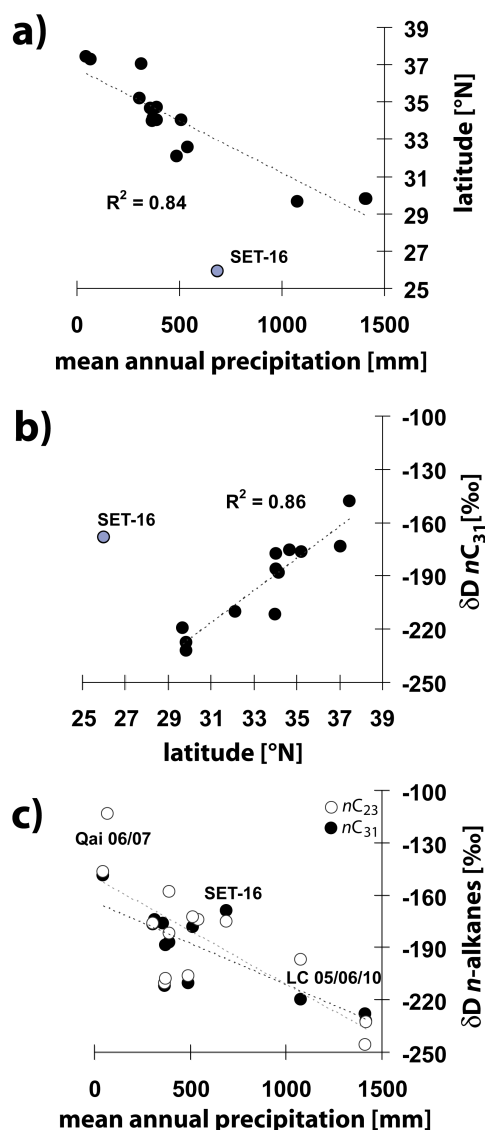 a)
39
37
35
33
31
29
27
25
latitude [°N]
R² = 0.84
SET-16
0 500 1000 1500
mean annual precipitation [mm]
b)
-100
-130
-160
-190
-220
-250
δD nC₃₁[‰]
R² = 0.86
SET-16
25 27 29 31 33 35 37 39
latitude [°N]
c)
nC₂₃
nC₃₁
-100
-130
-160
-190
-220
-250
δD n-alkanes [‰]
Qai 06/07
SET-16
LC 05/06/10
0 500 1000 1500
mean annual precipitation [mm]